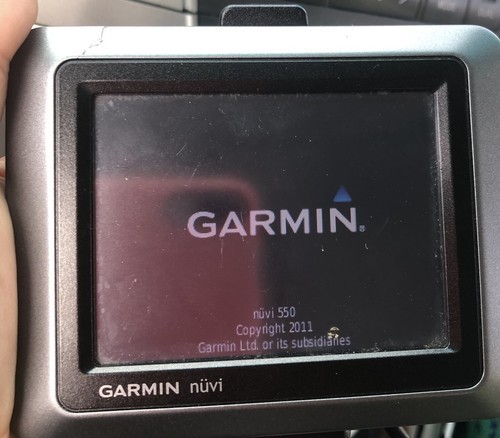 GARMIN®
nüvi 550
Copyright 2011
Garmin Ltd. or its subsidiaries
GARMIN nüvi